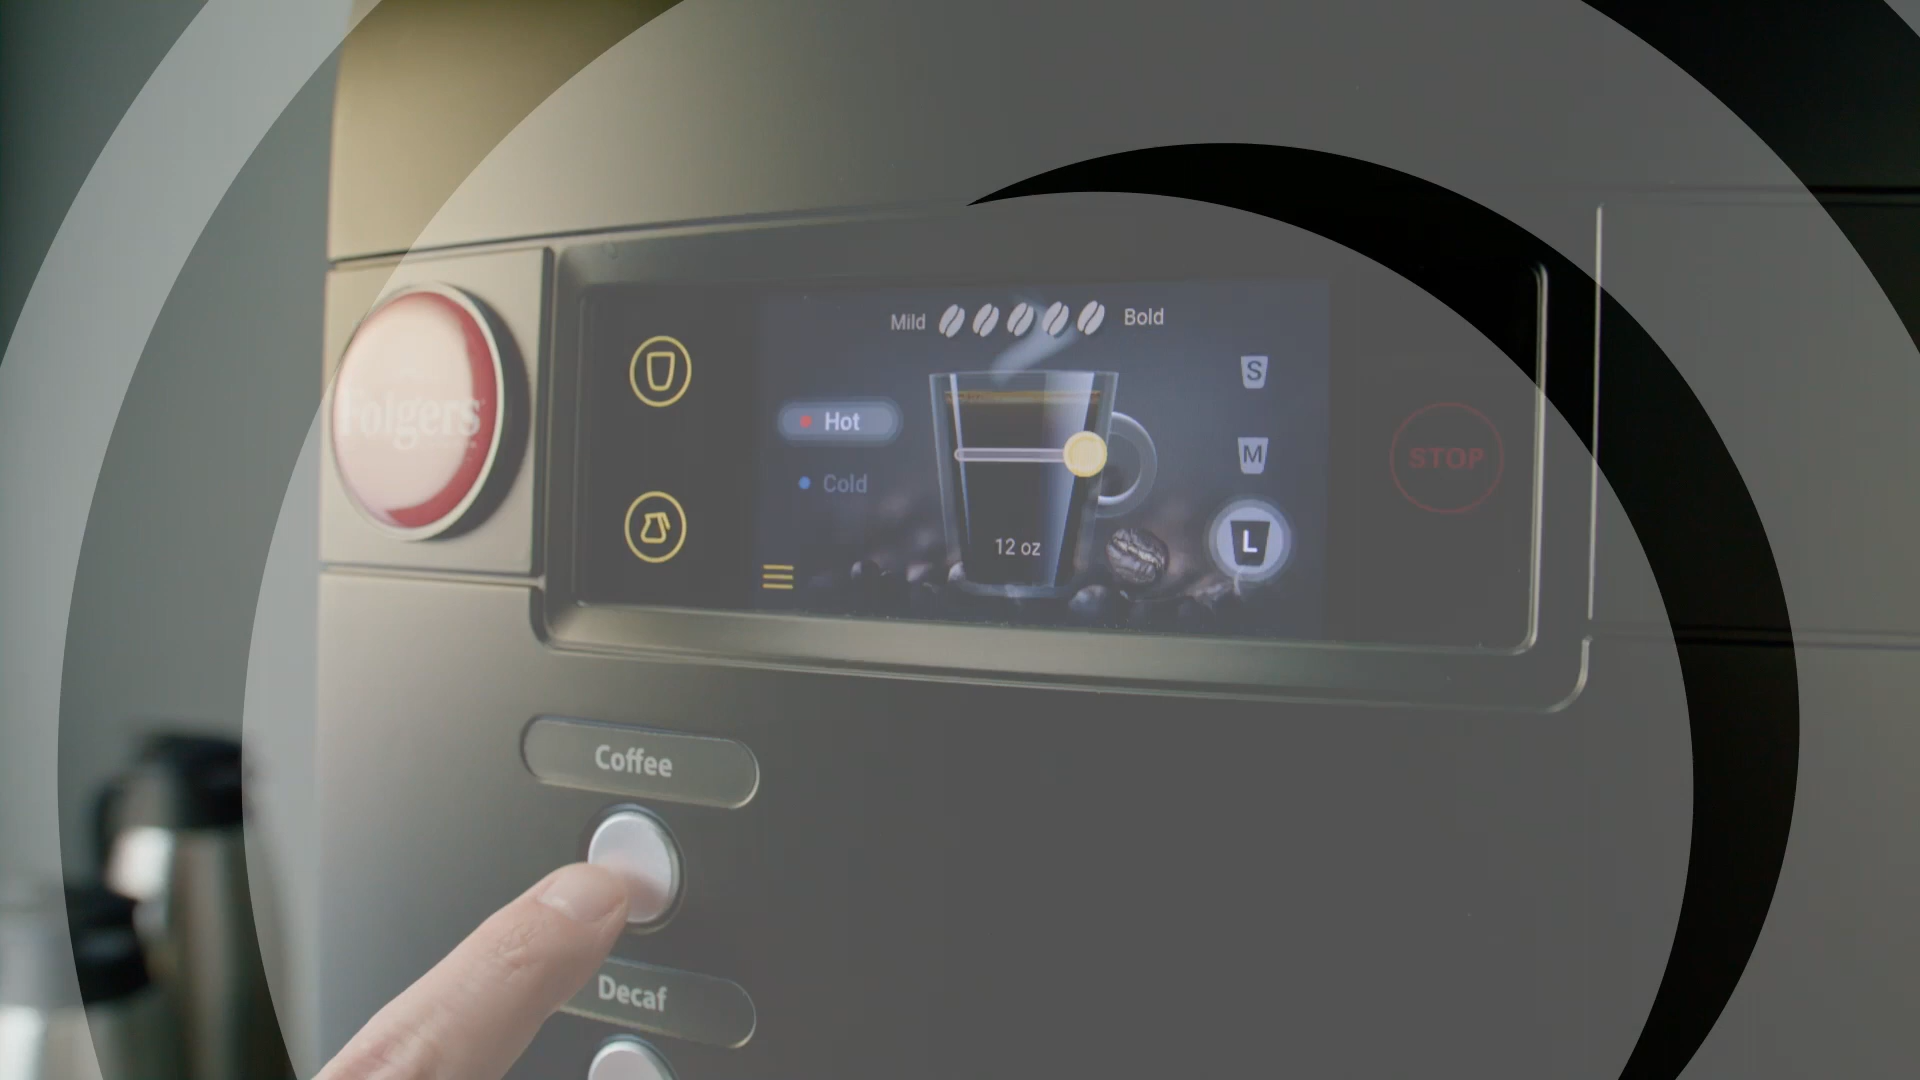 Folgers
Mild
Bold
Hot
Cold
12 oz
S
M
L
STOP
Coffee
Decaf